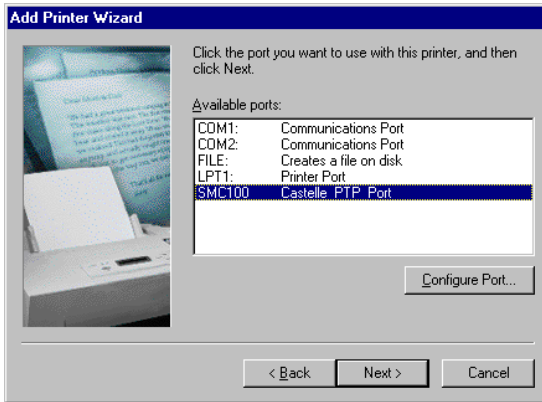 Add Printer Wizard
Click the port you want to use with this printer, and then
click Next.
Available ports:
COM1: Communications Port
COM2: Communications Port
FILE: Creates a file on disk
LPT1: Printer Port
SMC100 Castelle PTP Port
Configure Port...
< Back
Next >
Cancel